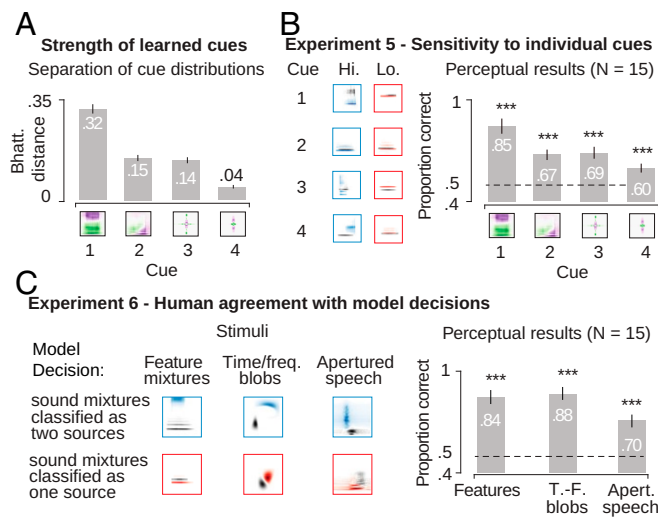 A
Strength of learned cues
Separation of cue distributions
.35
0
Bhatt.
distance
.32
.15
.14
.04
1 2 3 4
Cue
B
Experiment 5 - Sensitivity to individual cues
Cue Hi. Lo.
1
2
3
4
Perceptual results (N = 15)
Proportion correct
1
.5
.4
*** *** *** ***
.85
.67
.69
.60
1 2 3 4
Cue
C
Experiment 6 - Human agreement with model decisions
Stimuli
Model
Decision:
Feature
mixtures
Time/freq.
blobs
Apertured
speech
sound mixtures
classified as
two sources
sound mixtures
classified as
one source
Perceptual results (N = 15)
Proportion correct
1
.5
.4
*** *** ***
.84
.88
.70
Features
T.-F.
blobs
Apert.
speech